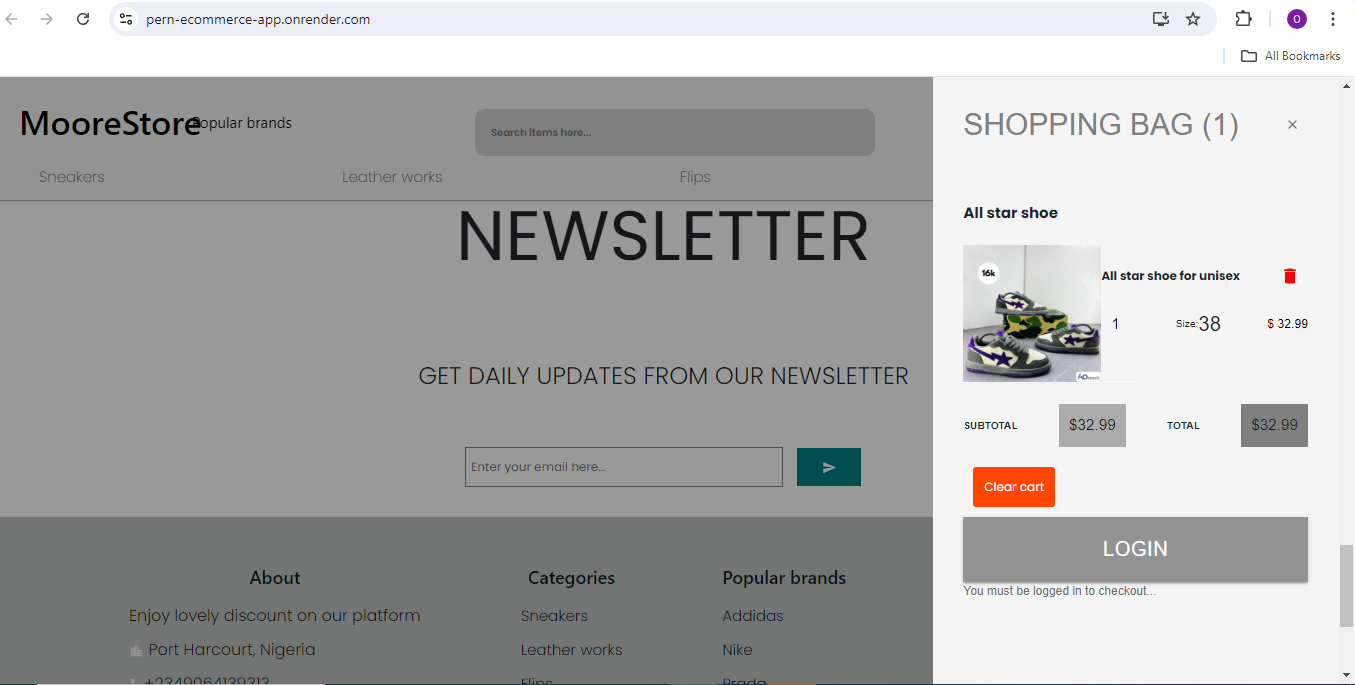 pern-ecommerce-app.onrender.com
O
All Bookmarks
MooreStore
Popular brands
Search items here...
Sneakers
Leather works
Flips
NEWSLETTER
GET DAILY UPDATES FROM OUR NEWSLETTER
Enter your email here...
About
Enjoy lovely discount on our platform
Port Harcourt, Nigeria
+2349064139313
Categories
Sneakers
Leather works
Flips
Popular brands
Addidas
Nike
Prada
SHOPPING BAG (1)
×
All star shoe
16k
All star shoe for unisex
1
Size:38
$ 32.99
SUBTOTAL
$32.99
TOTAL
$32.99
Clear cart
LOGIN
You must be logged in to checkout...